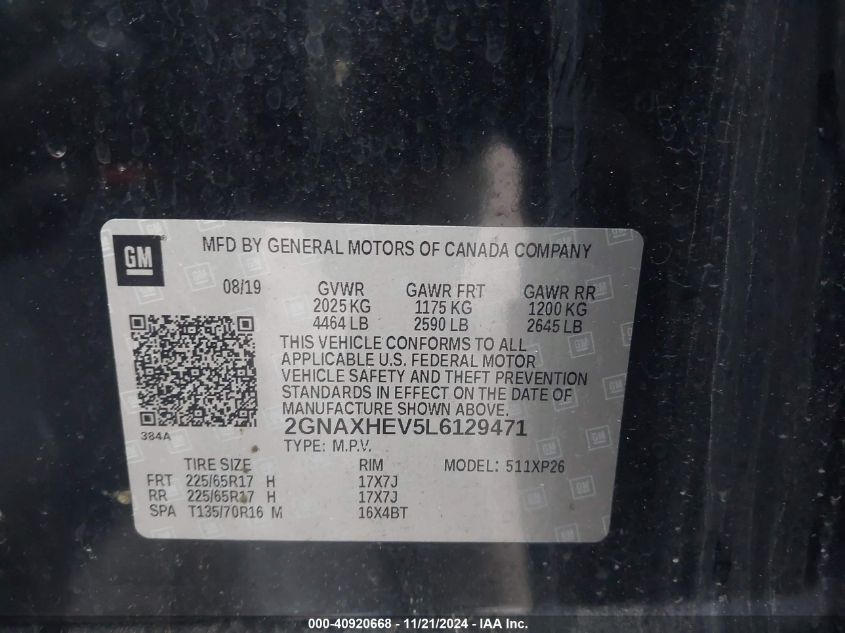 GM
MFD BY GENERAL MOTORS OF CANADA COMPANY
08/19 GVWR GAWR FRT GAWR RR
2025 KG 1175 KG 1200 KG
4464 LB 2590 LB 2645 LB
THIS VEHICLE CONFORMS TO ALL
APPLICABLE U.S. FEDERAL MOTOR
VEHICLE SAFETY AND THEFT PREVENTION
STANDARDS IN EFFECT ON THE DATE OF
MANUFACTURE SHOWN ABOVE.
384A
2GNAXHEV5L6129471
TYPE: M.P.V.
TIRE SIZE RIM MODEL: 511XP26
FRT 225/65R17 H 17X7J
RR 225/65R17 H 17X7J
SPA T135/70R16 M 16X4BT
000-40920668 - 11/21/2024 - IAA, Inc.